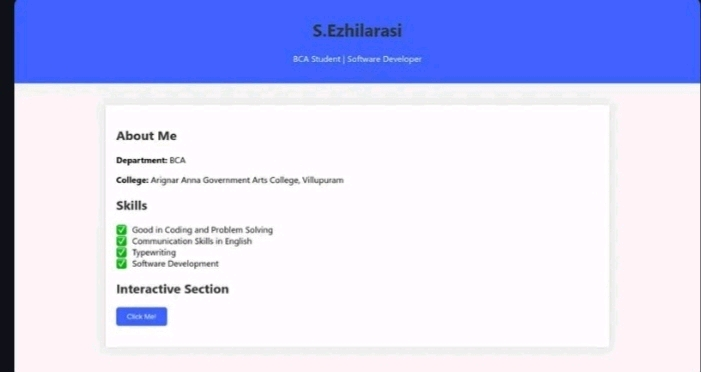 S.Ezhilarasi
BCA Student | Software Developer
About Me
Department: BCA
College: Arignar Anna Government Arts College, Villupuram
Skills
✅ Good in Coding and Problem Solving
✅ Communication Skills in English
✅ Typewriting
✅ Software Development
Interactive Section
Click Me!